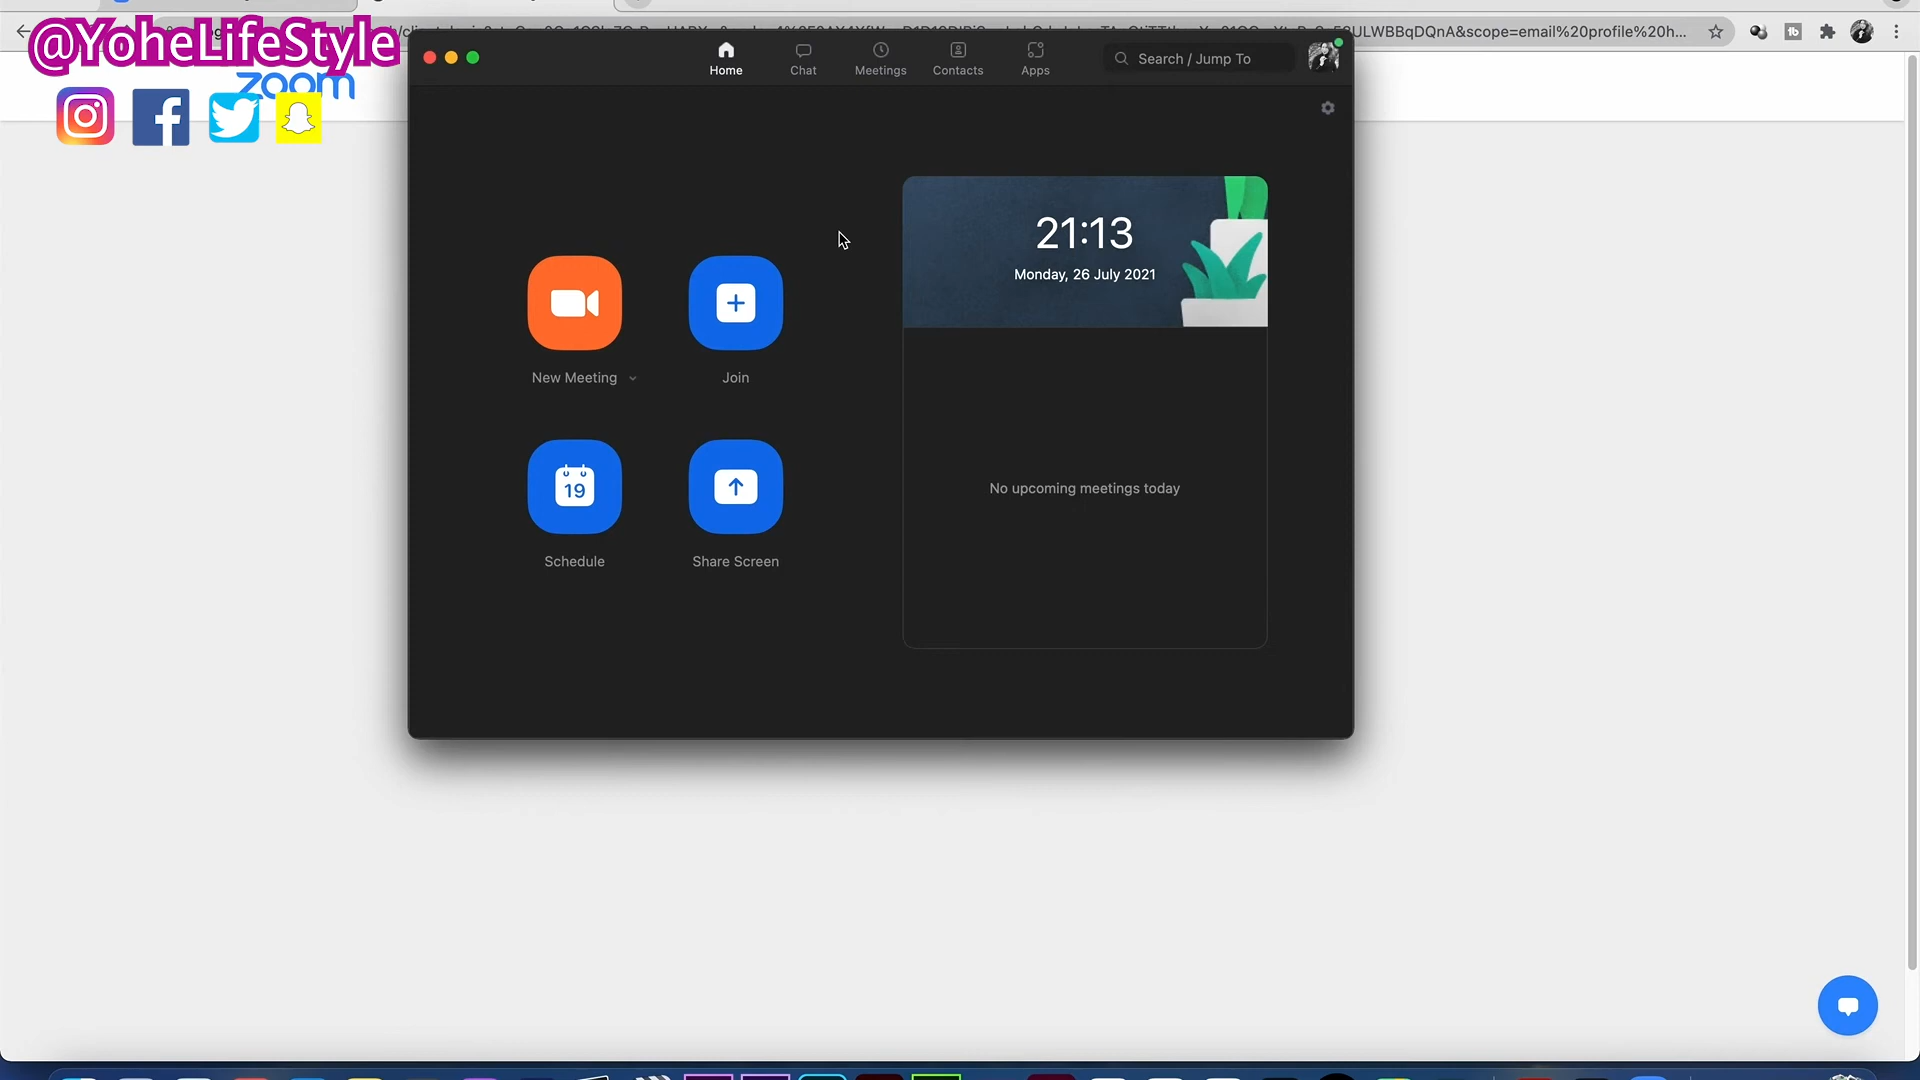 @YoheLifeStyle
zoom
ULWBBqDQnA&scope=email%20profile%20h...
Home
Chat
Meetings
Contacts
Apps
Search / Jump To
21:13
Monday, 26 July 2021
New Meeting
Join
19
Schedule
Share Screen
No upcoming meetings today